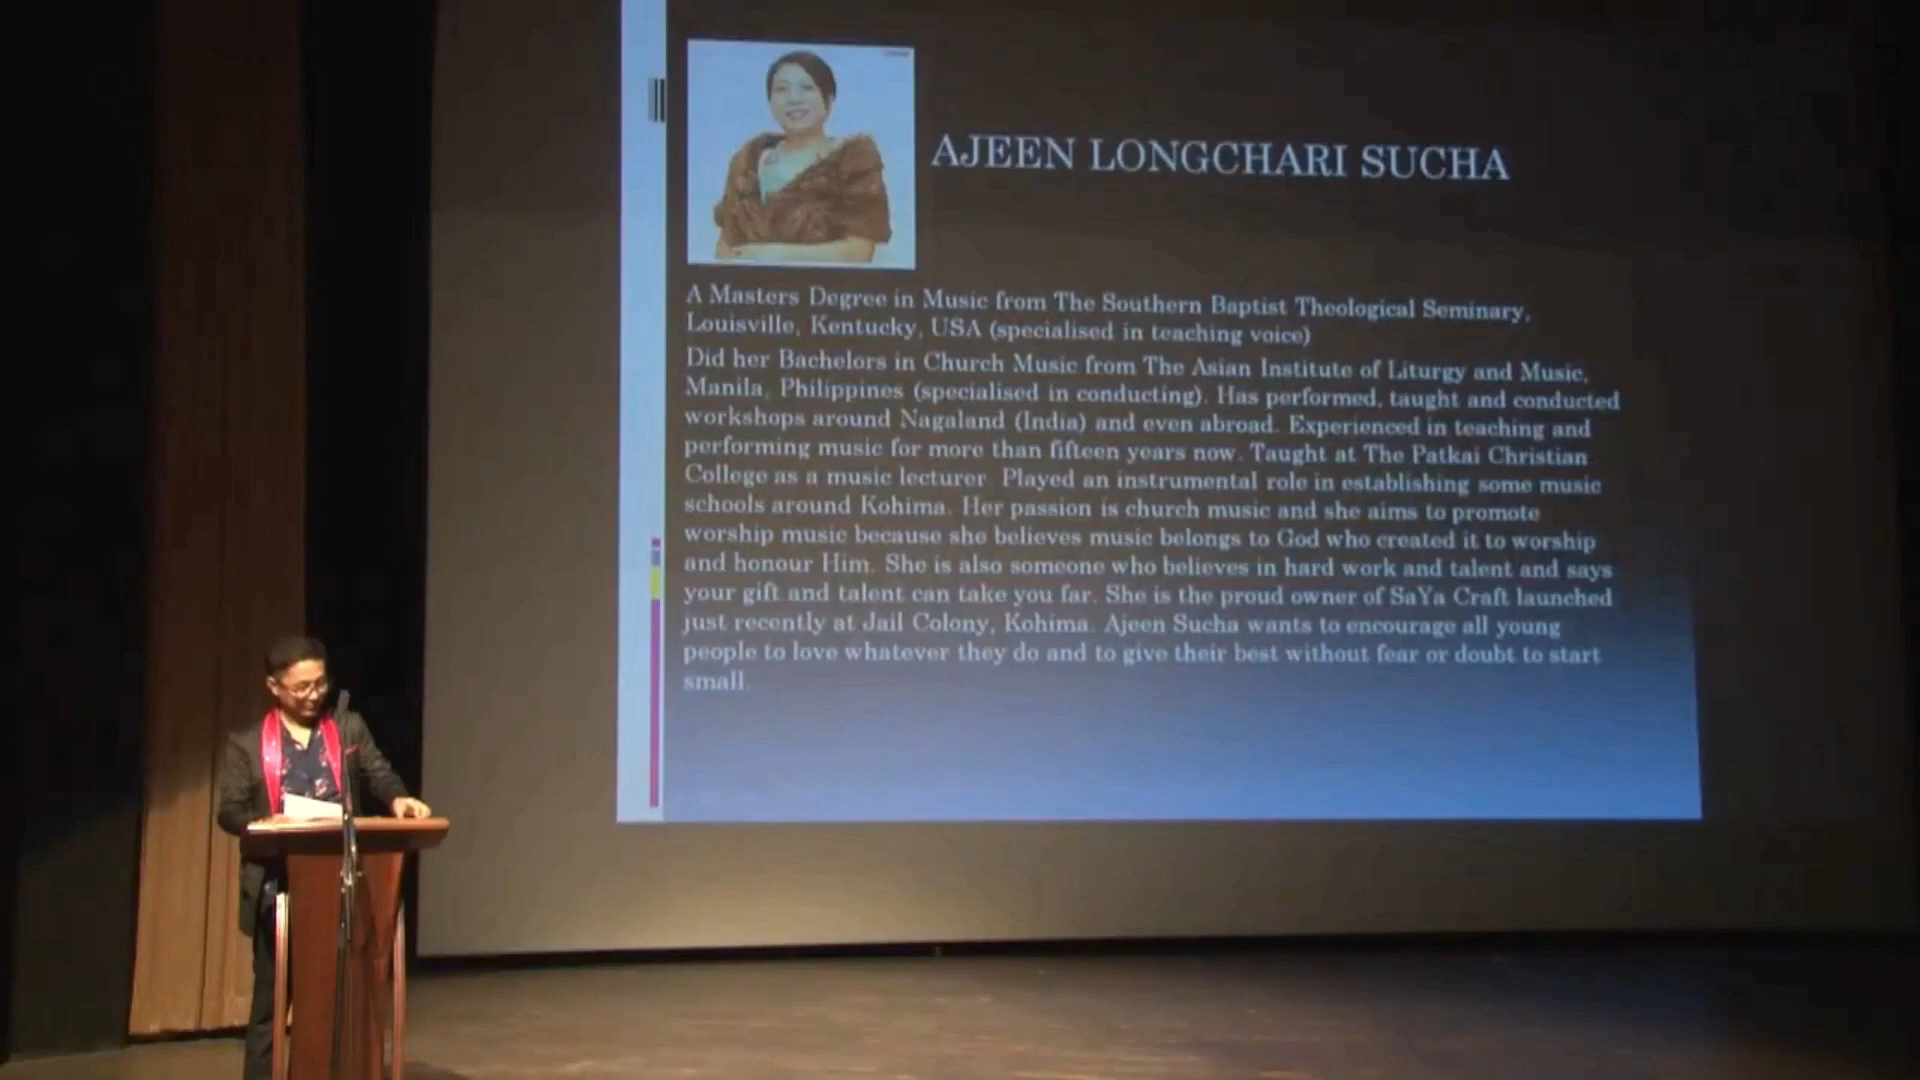 AJEEN LONGCHARI SUCHA
A Masters Degree in Music from The Southern Baptist Theological Seminary,
Louisville, Kentucky, USA (specialised in teaching voice)
Did her Bachelors in Church Music from The Asian Institute of Liturgy and Music,
Manila, Philippines (specialised in conducting). Has performed, taught and conducted
workshops around Nagaland (India) and even abroad. Experienced in teaching and
performing music for more than fifteen years now. Taught at The Patkai Christian
College as a music lecturer. Played an instrumental role in establishing some music
schools around Kohima. Her passion is church music and she aims to promote
worship music because she believes music belongs to God who created it to worship
and honour Him. She is also someone who believes in hard work and talent and says
your gift and talent can take you far. She is the proud owner of SaYa Craft launched
just recently at Jail Colony, Kohima. Ajeen Sucha wants to encourage all young
people to love whatever they do and to give their best without fear or doubt to start
small.